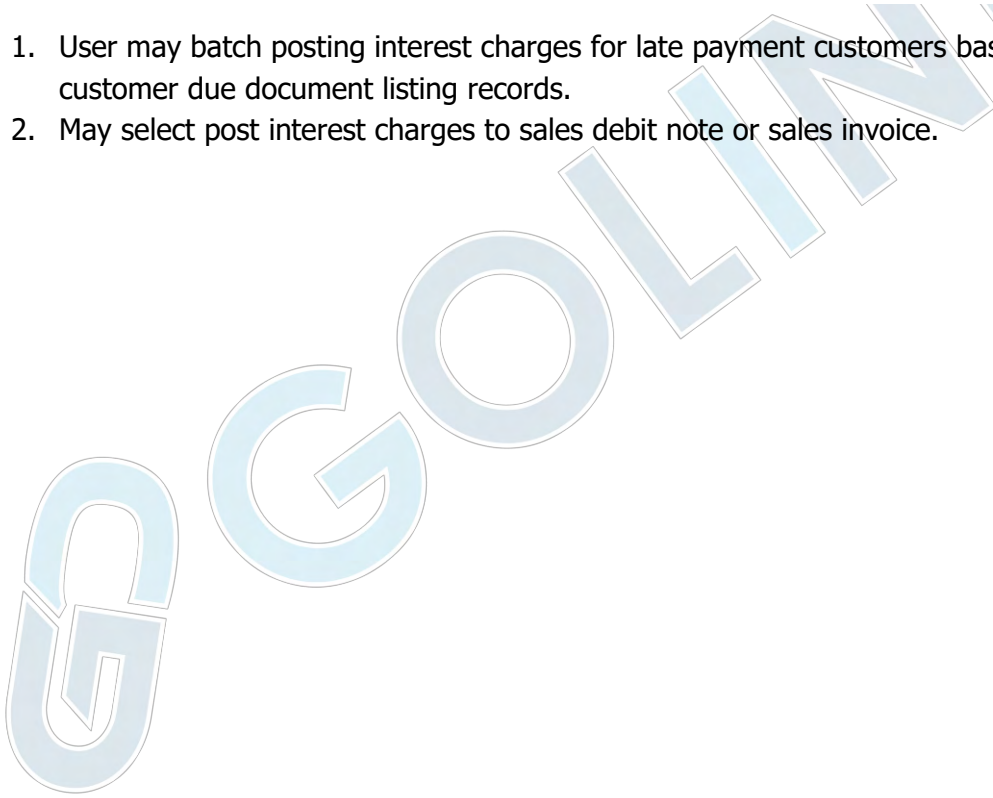 1. User may batch posting interest charges for late payment customers
customer due document listing records.
2. May select post interest charges to sales debit note or sales invoice.
GOLIN